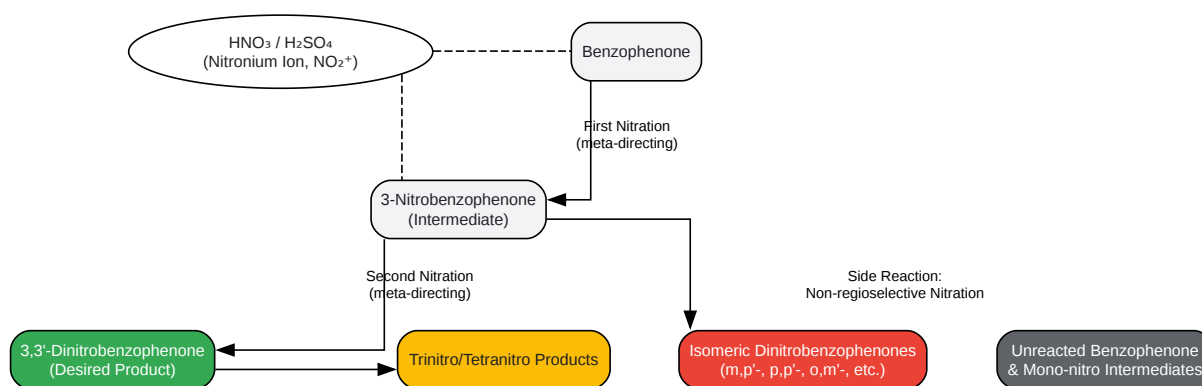 HNO₃ / H₂SO₄
(Nitronium Ion, NO₂⁺)
Benzophenone
First Nitration
(meta-directing)
3-Nitrobenzophenone
(Intermediate)
Second Nitration
(meta-directing)
Side Reaction:
Non-regioselective Nitration
3,3'-Dinitrobenzophenone
(Desired Product)
Trinitro/Tetranitro Products
Isomeric Dinitrobenzophenones
(m,p'-, p,p'-, o,m'-, etc.)
Unreacted Benzophenone
& Mono-nitro Intermediates